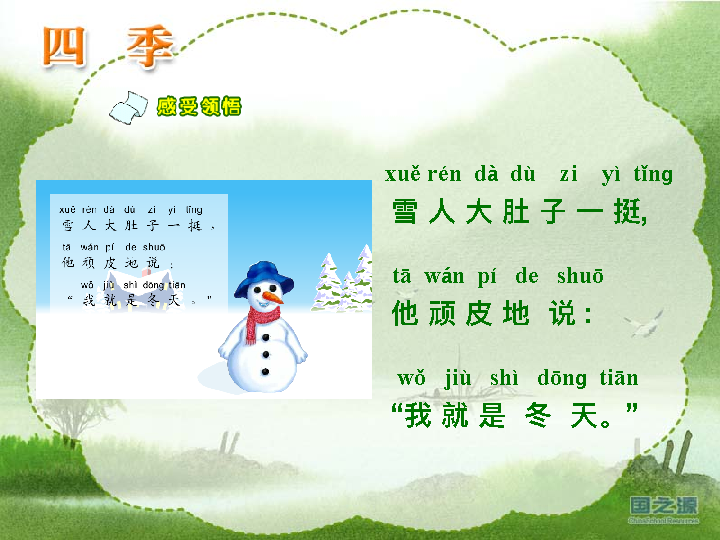 四 季
感受领悟
xuě rén dà dù zi yì tǐng
雪 人 大 肚 子 一 挺 ，
tā wán pí de shuō
他 顽 皮 地 说 ：
wǒ jiù shì dōng tiān
“ 我 就 是 冬 天 。”
xuě rén dà dù zi yì tǐng
雪 人 大 肚 子 一 挺,
tā wán pí de shuō
他 顽 皮 地 说 :
wǒ jiù shì dōng tiān
“我 就 是 冬 天。”
国之源